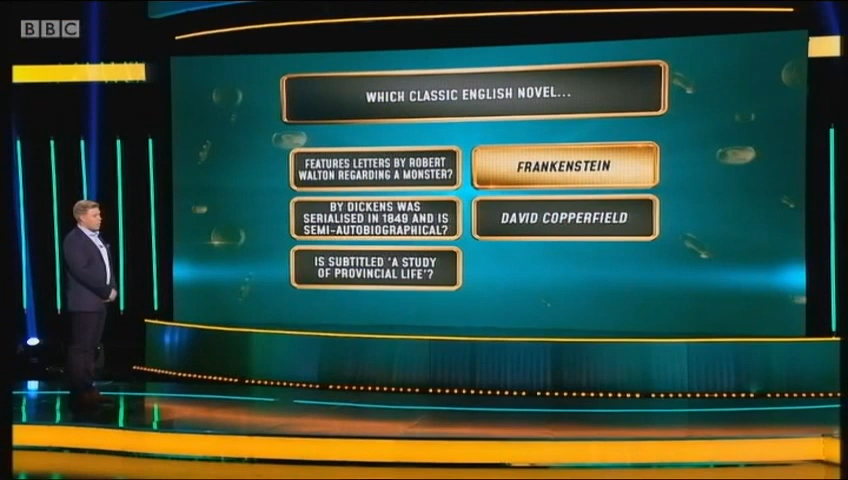 BBC
WHICH CLASSIC ENGLISH NOVEL...
FEATURES LETTERS BY ROBERT
WALTON REGARDING A MONSTER?
FRANKENSTEIN
BY DICKENS WAS
SERIALISED IN 1849 AND IS
SEMI-AUTOBIOGRAPHICAL?
DAVID COPPERFIELD
IS SUBTITLED 'A STUDY
OF PROVINCIAL LIFE'?